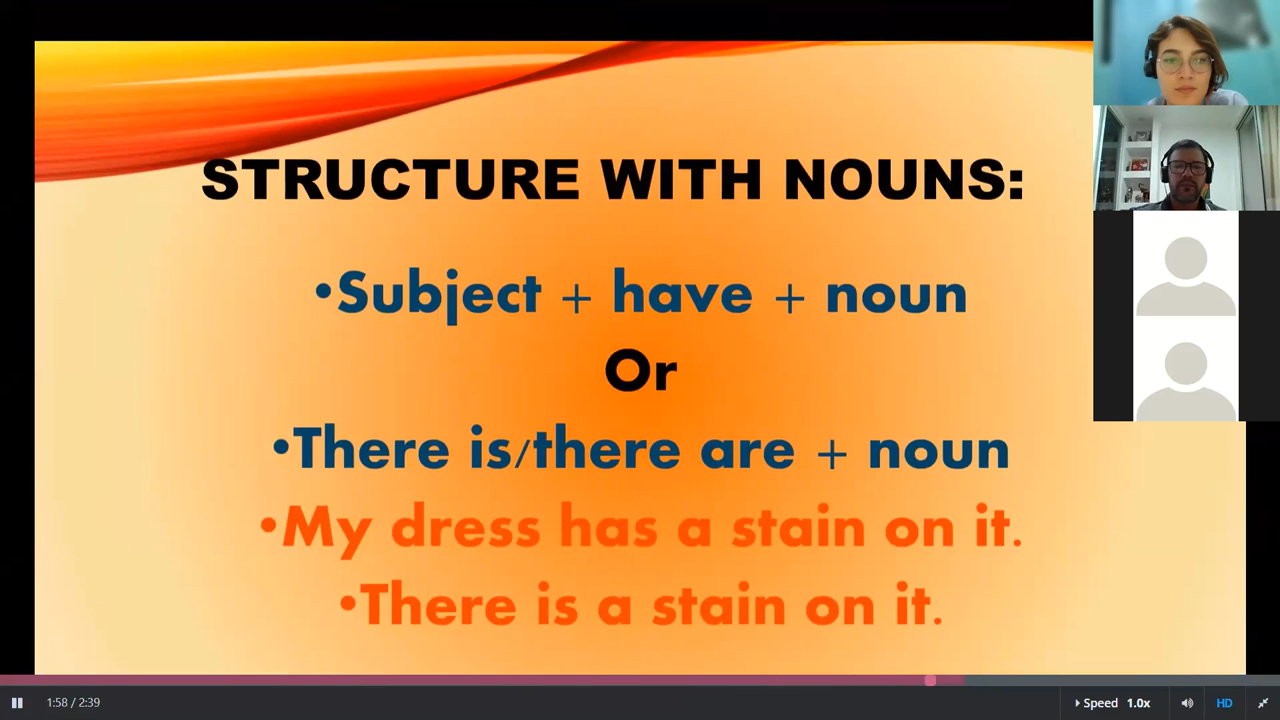 STRUCTURE WITH NOUNS:
•Subject + have + noun
Or
•There is/there are + noun
•My dress has a stain on it.
•There is a stain on it.
1:58 / 2:39
Speed 1.0x
HD